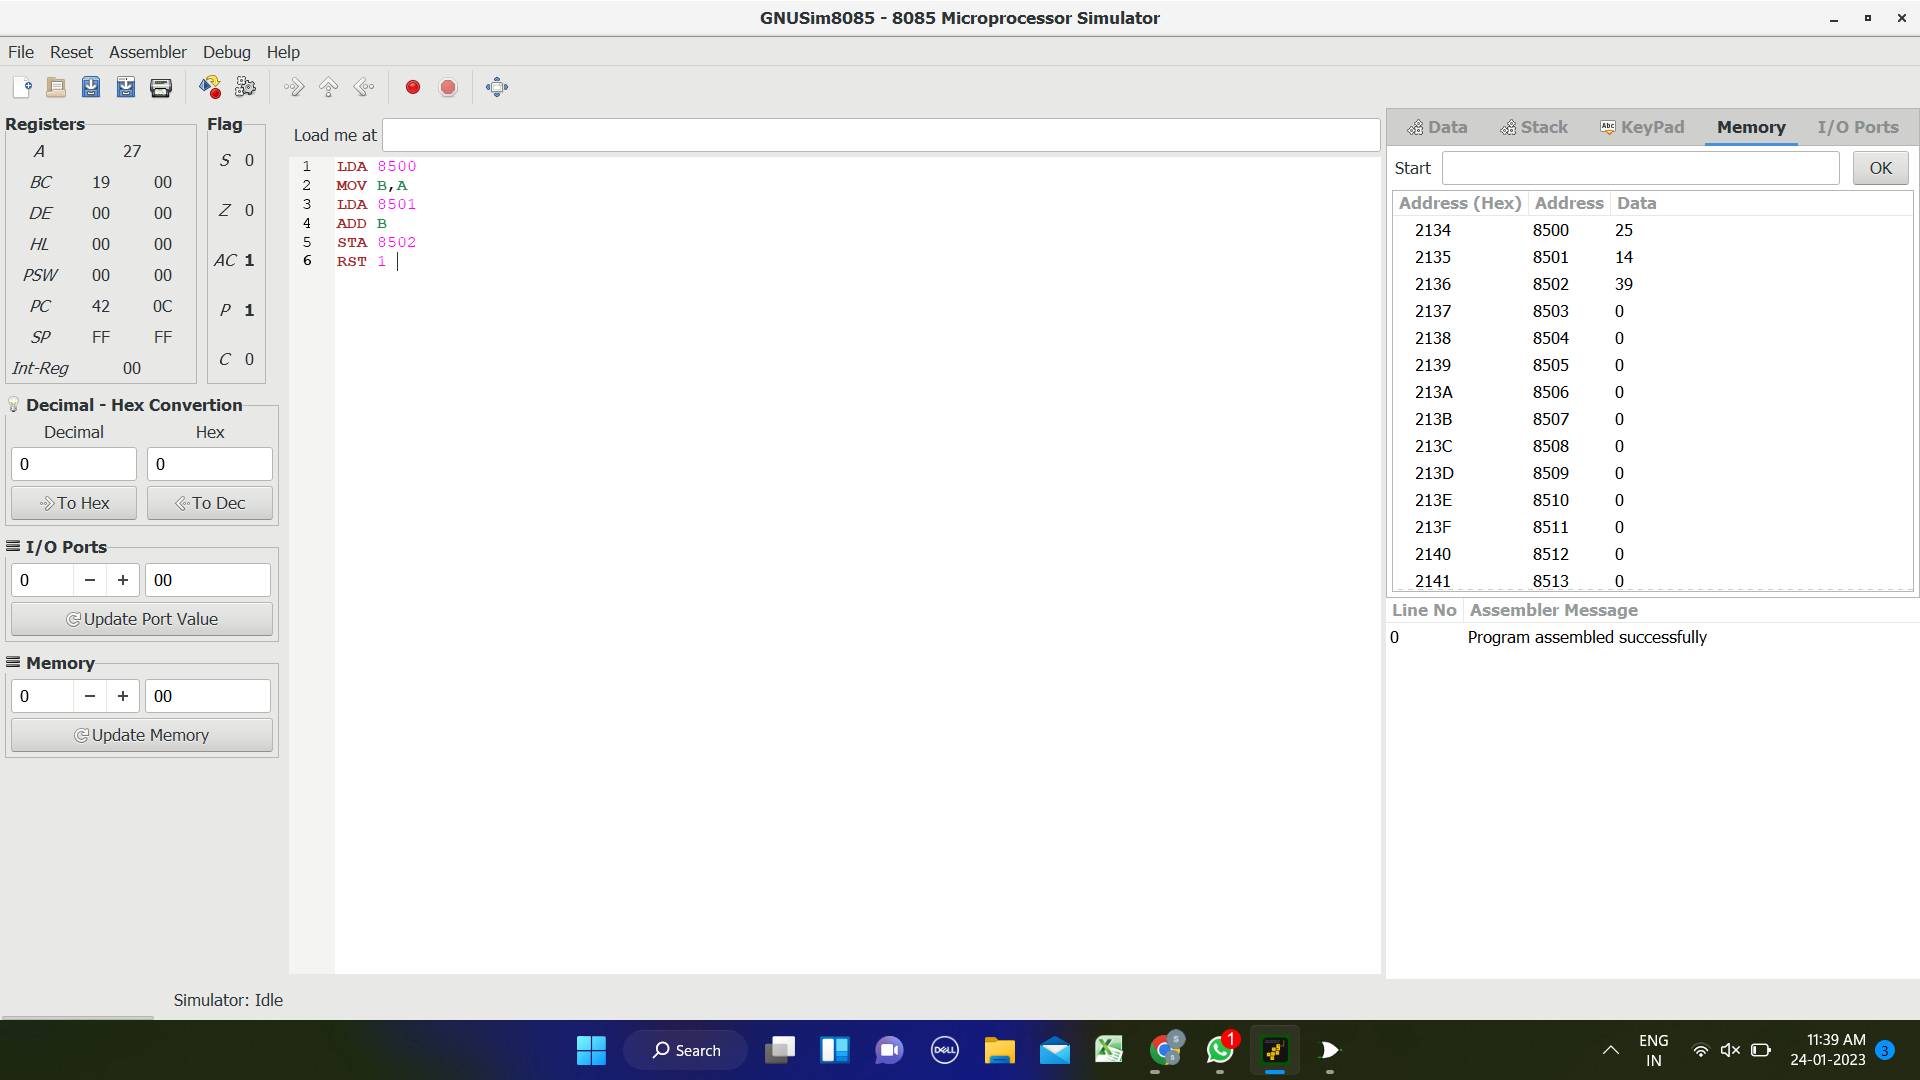 GNUSim8085 - 8085 Microprocessor Simulator
File Reset Assembler Debug Help
Registers
A 27
BC 19 00
DE 00 00
HL 00 00
PSW 00 00
PC 42 0C
SP FF FF
Int-Reg 00
Flag
S 0
Z 0
AC 1
P 1
C 0
Decimal - Hex Convertion
Decimal Hex
0 0
To Hex To Dec
I/O Ports
0 − + 00
Update Port Value
Memory
0 − + 00
Update Memory
Load me at
1 LDA 8500
2 MOV B,A
3 LDA 8501
4 ADD B
5 STA 8502
6 RST 1
Data Stack Abc KeyPad Memory I/O Ports
Start OK
Address (Hex) Address Data
2134 8500 25
2135 8501 14
2136 8502 39
2137 8503 0
2138 8504 0
2139 8505 0
213A 8506 0
213B 8507 0
213C 8508 0
213D 8509 0
213E 8510 0
213F 8511 0
2140 8512 0
2141 8513 0
Line No Assembler Message
0 Program assembled successfully
Simulator: Idle
Search
DELL
S
S
1
ENG
IN
11:39 AM
24-01-2023
3